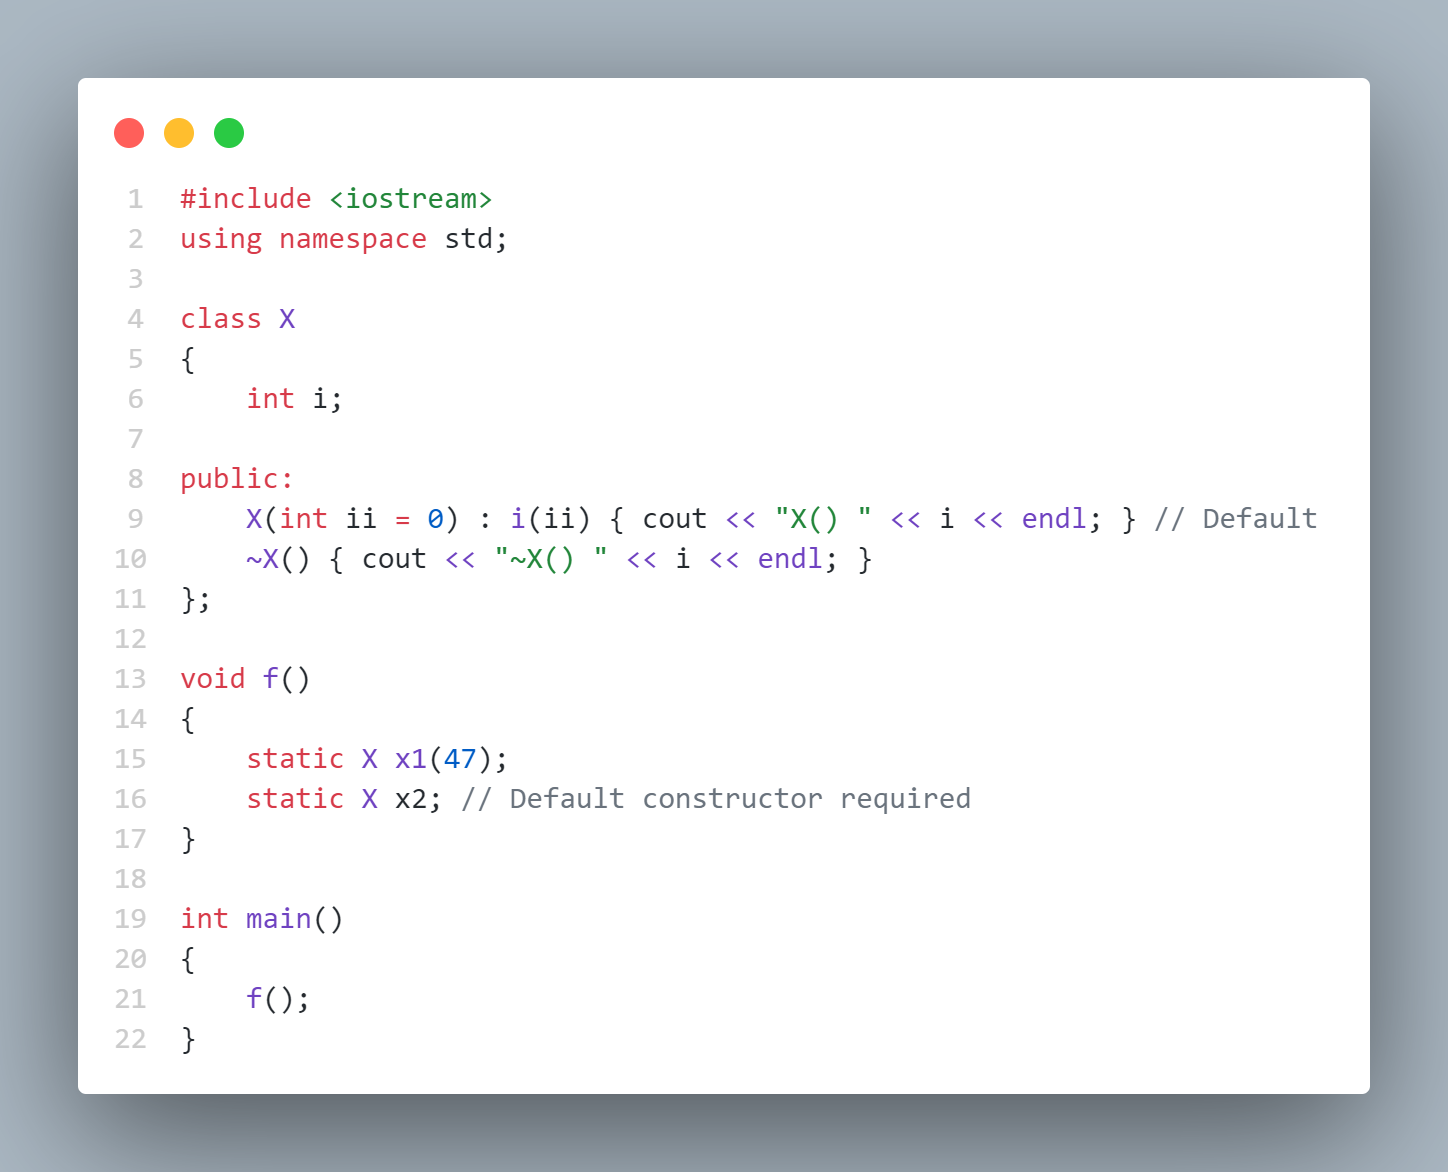 1 #include <iostream>
2 using namespace std;
3
4 class X
5 {
6     int i;
7
8 public:
9     X(int ii = 0) : i(ii) { cout << "X() " << i << endl; } // Default
10     ~X() { cout << "~X() " << i << endl; }
11 };
12
13 void f()
14 {
15     static X x1(47);
16     static X x2; // Default constructor required
17 }
18
19 int main()
20 {
21     f();
22 }